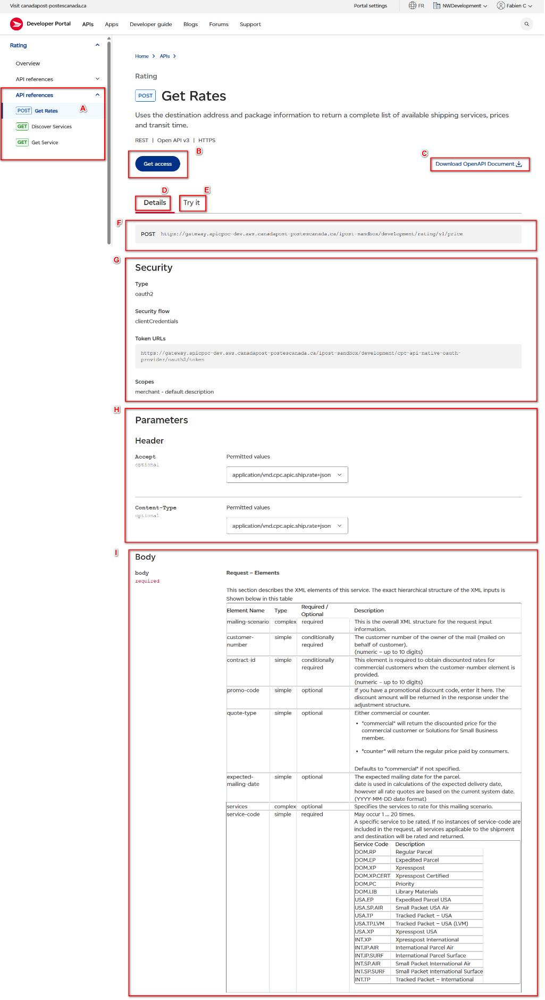 Visit canadapost-postescanada.ca
Portal settings
FR
NWDevelopment
Fabien C
Developer Portal
APIs
Apps
Developer guide
Blogs
Forums
Support
Rating
Overview
API references
API references
A
POST Get Rates
GET Discover Services
GET Get Service
Home > APIs >
Rating
POST Get Rates
Uses the destination address and package information to return a complete list of available shipping services, prices
and transit time.
REST | Open API v3 | HTTPS
B
Get access
C
Download OpenAPI Document
D
Details
E
Try it
F
POST https://gateway.apicpoc-dev.aws.canadapost-postescanada.ca/ipost-sandbox/development/rating/v1/price
G
Security
Type
oauth2
Security flow
clientCredentials
Token URLs
https://gateway.apicpoc-dev.aws.canadapost-postescanada.ca/ipost-sandbox/development/cpc-api-native-oauth-
provider/oauth2/token
Scopes
merchant - default description
H
Parameters
Header
Accept
optional
Permitted values
application/vnd.cpc.apic.ship.rate+json
Content-Type
optional
Permitted values
application/vnd.cpc.apic.ship.rate+json
I
Body
body
required
Request – Elements
This section describes the XML elements of this service. The exact hierarchical structure of the XML inputs is
Shown below in this table
Element Name Type Required / Optional Description
mailing-scenario complex required This is the overall XML structure for the request input
information.
customer-number simple conditionally required The customer number of the owner of the mail (mailed on
behalf of customer).
(numeric – up to 10 digits)
contract-id simple conditionally required This element is required to obtain discounted rates for
commercial customers when the customer-number element is
provided.
(numeric – up to 10 digits)
promo-code simple optional If you have a promotional discount code, enter it here. The
discount amount will be returned in the response under the
adjustment structure.
quote-type simple optional Either commercial or counter.
• "commercial" will return the discounted price for the
commercial customer or Solutions for Small Business
member.
• "counter" will return the regular price paid by consumers.
Defaults to "commercial" if not specified.
expected-mailing-date simple optional The expected mailing date for the parcel.
date is used in calculations of the expected delivery date,
however all rate quotes are based on the current system date.
(YYYY-MM-DD date format)
services complex optional Specifies the services to rate for this mailing scenario.
service-code simple required May occur 1 ... 20 times.
A specific service to be rated. If no instances of service-code are
included in the request, all services applicable to the shipment
and destination will be rated and returned.
Service Code Description
DOM.RP Regular Parcel
DOM.EP Expedited Parcel
DOM.XP Xpresspost
DOM.XP.CERT Xpresspost Certified
DOM.PC Priority
DOM.LIB Library Materials
USA.EP Expedited Parcel USA
USA.SP.AIR Small Packet USA Air
USA.TP Tracked Packet – USA
USA.TP.LVM Tracked Packet – USA (LVM)
USA.XP Xpresspost USA
INT.XP Xpresspost International
INT.IP.AIR International Parcel Air
INT.IP.SURF International Parcel Surface
INT.SP.AIR Small Packet International Air
INT.SP.SURF Small Packet International Surface
INT.TP Tracked Packet – International